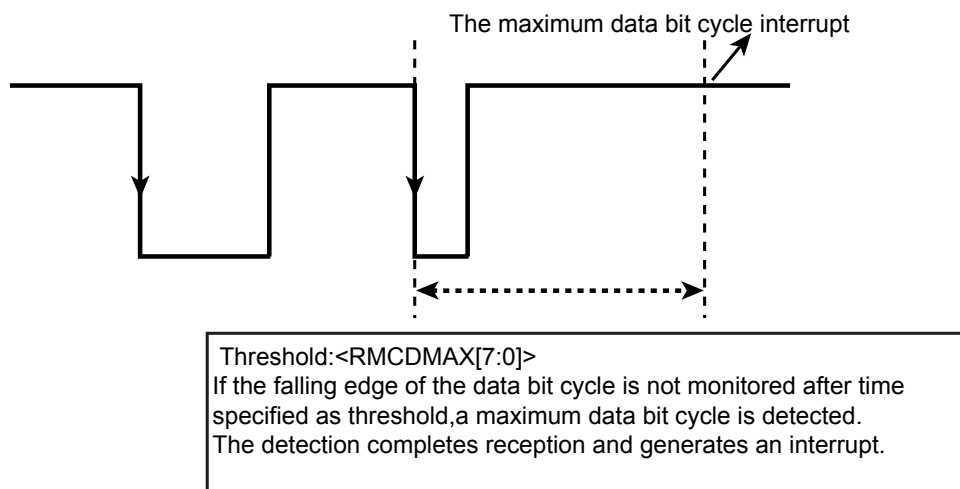 The maximum data bit cycle interrupt
Threshold:<RMCDMAX[7:0]>
If the falling edge of the data bit cycle is not monitored after time
specified as threshold,a maximum data bit cycle is detected.
The detection completes reception and generates an interrupt.